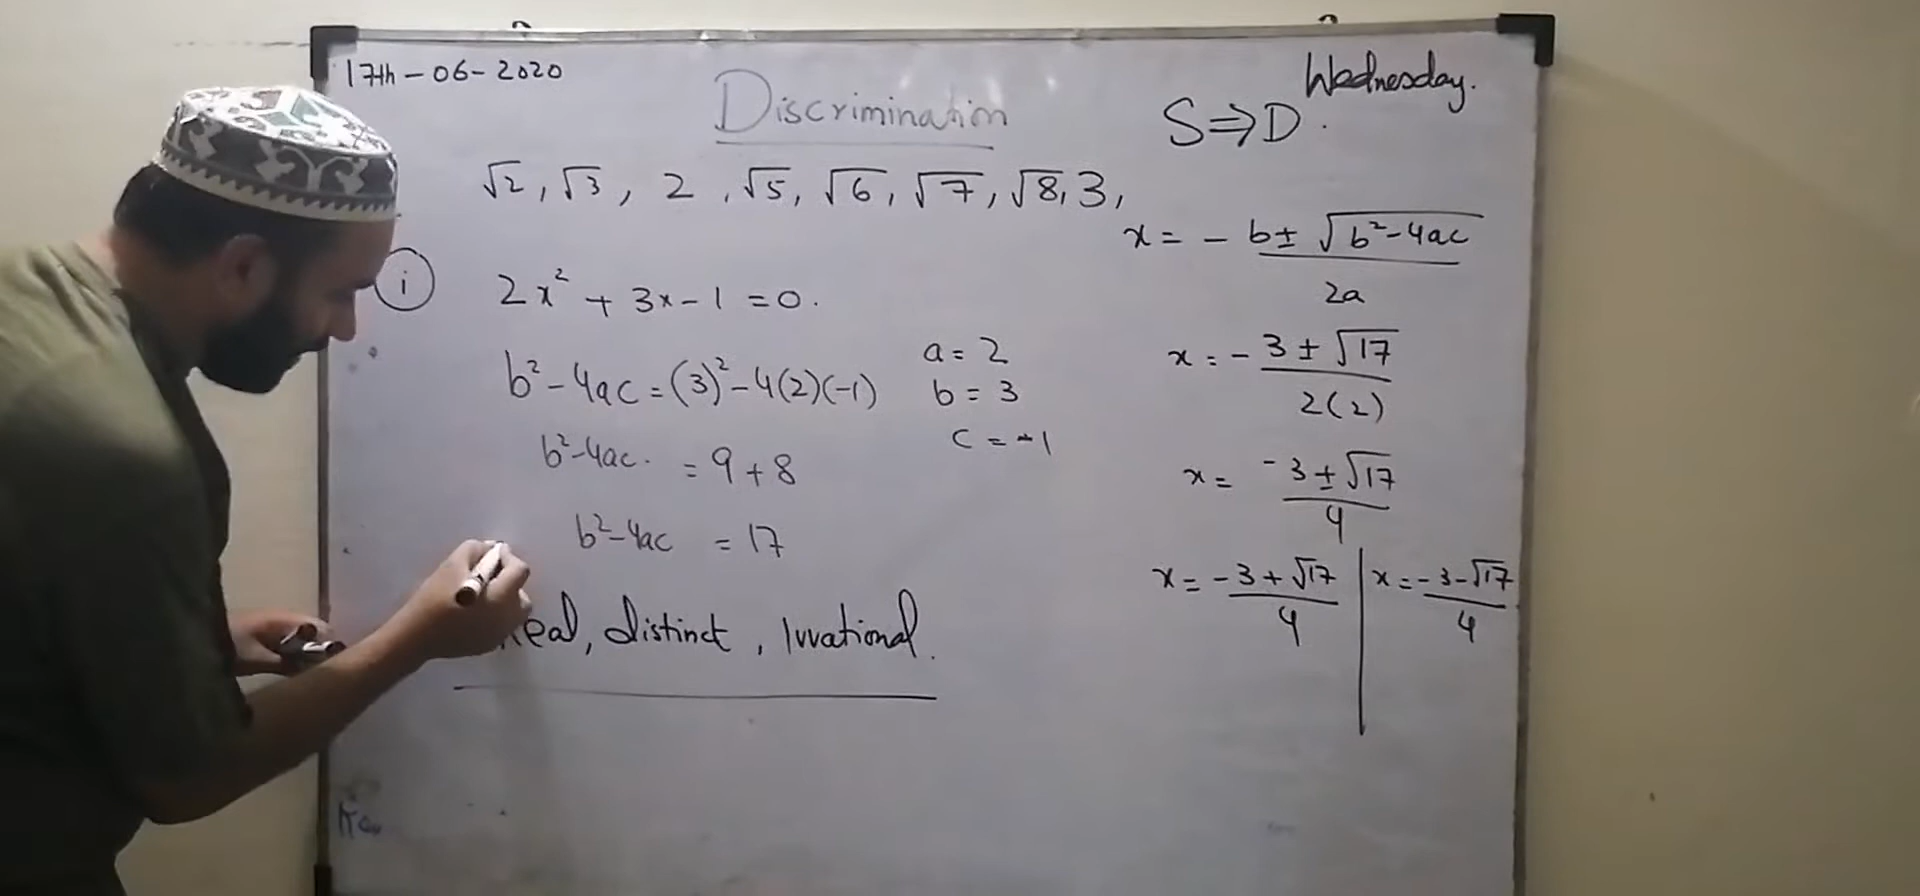 17th-06-2020
Discrimination
Wednesday.
S⇒D.
√2, √3, 2, √5, √6, √7, √8, 3,
i
2x² + 3x - 1 = 0.
b² - 4ac = (3)² - 4(2)(-1)
b²-4ac. = 9 + 8
b²-4ac = 17
Real, distinct, Irrational.
a = 2
b = 3
c = -1
x = - b ± √b²-4ac
2a
x = - 3 ± √17
2(2)
x = -3 ± √17
4
x = -3 + √17
4
x = -3 - √17
4